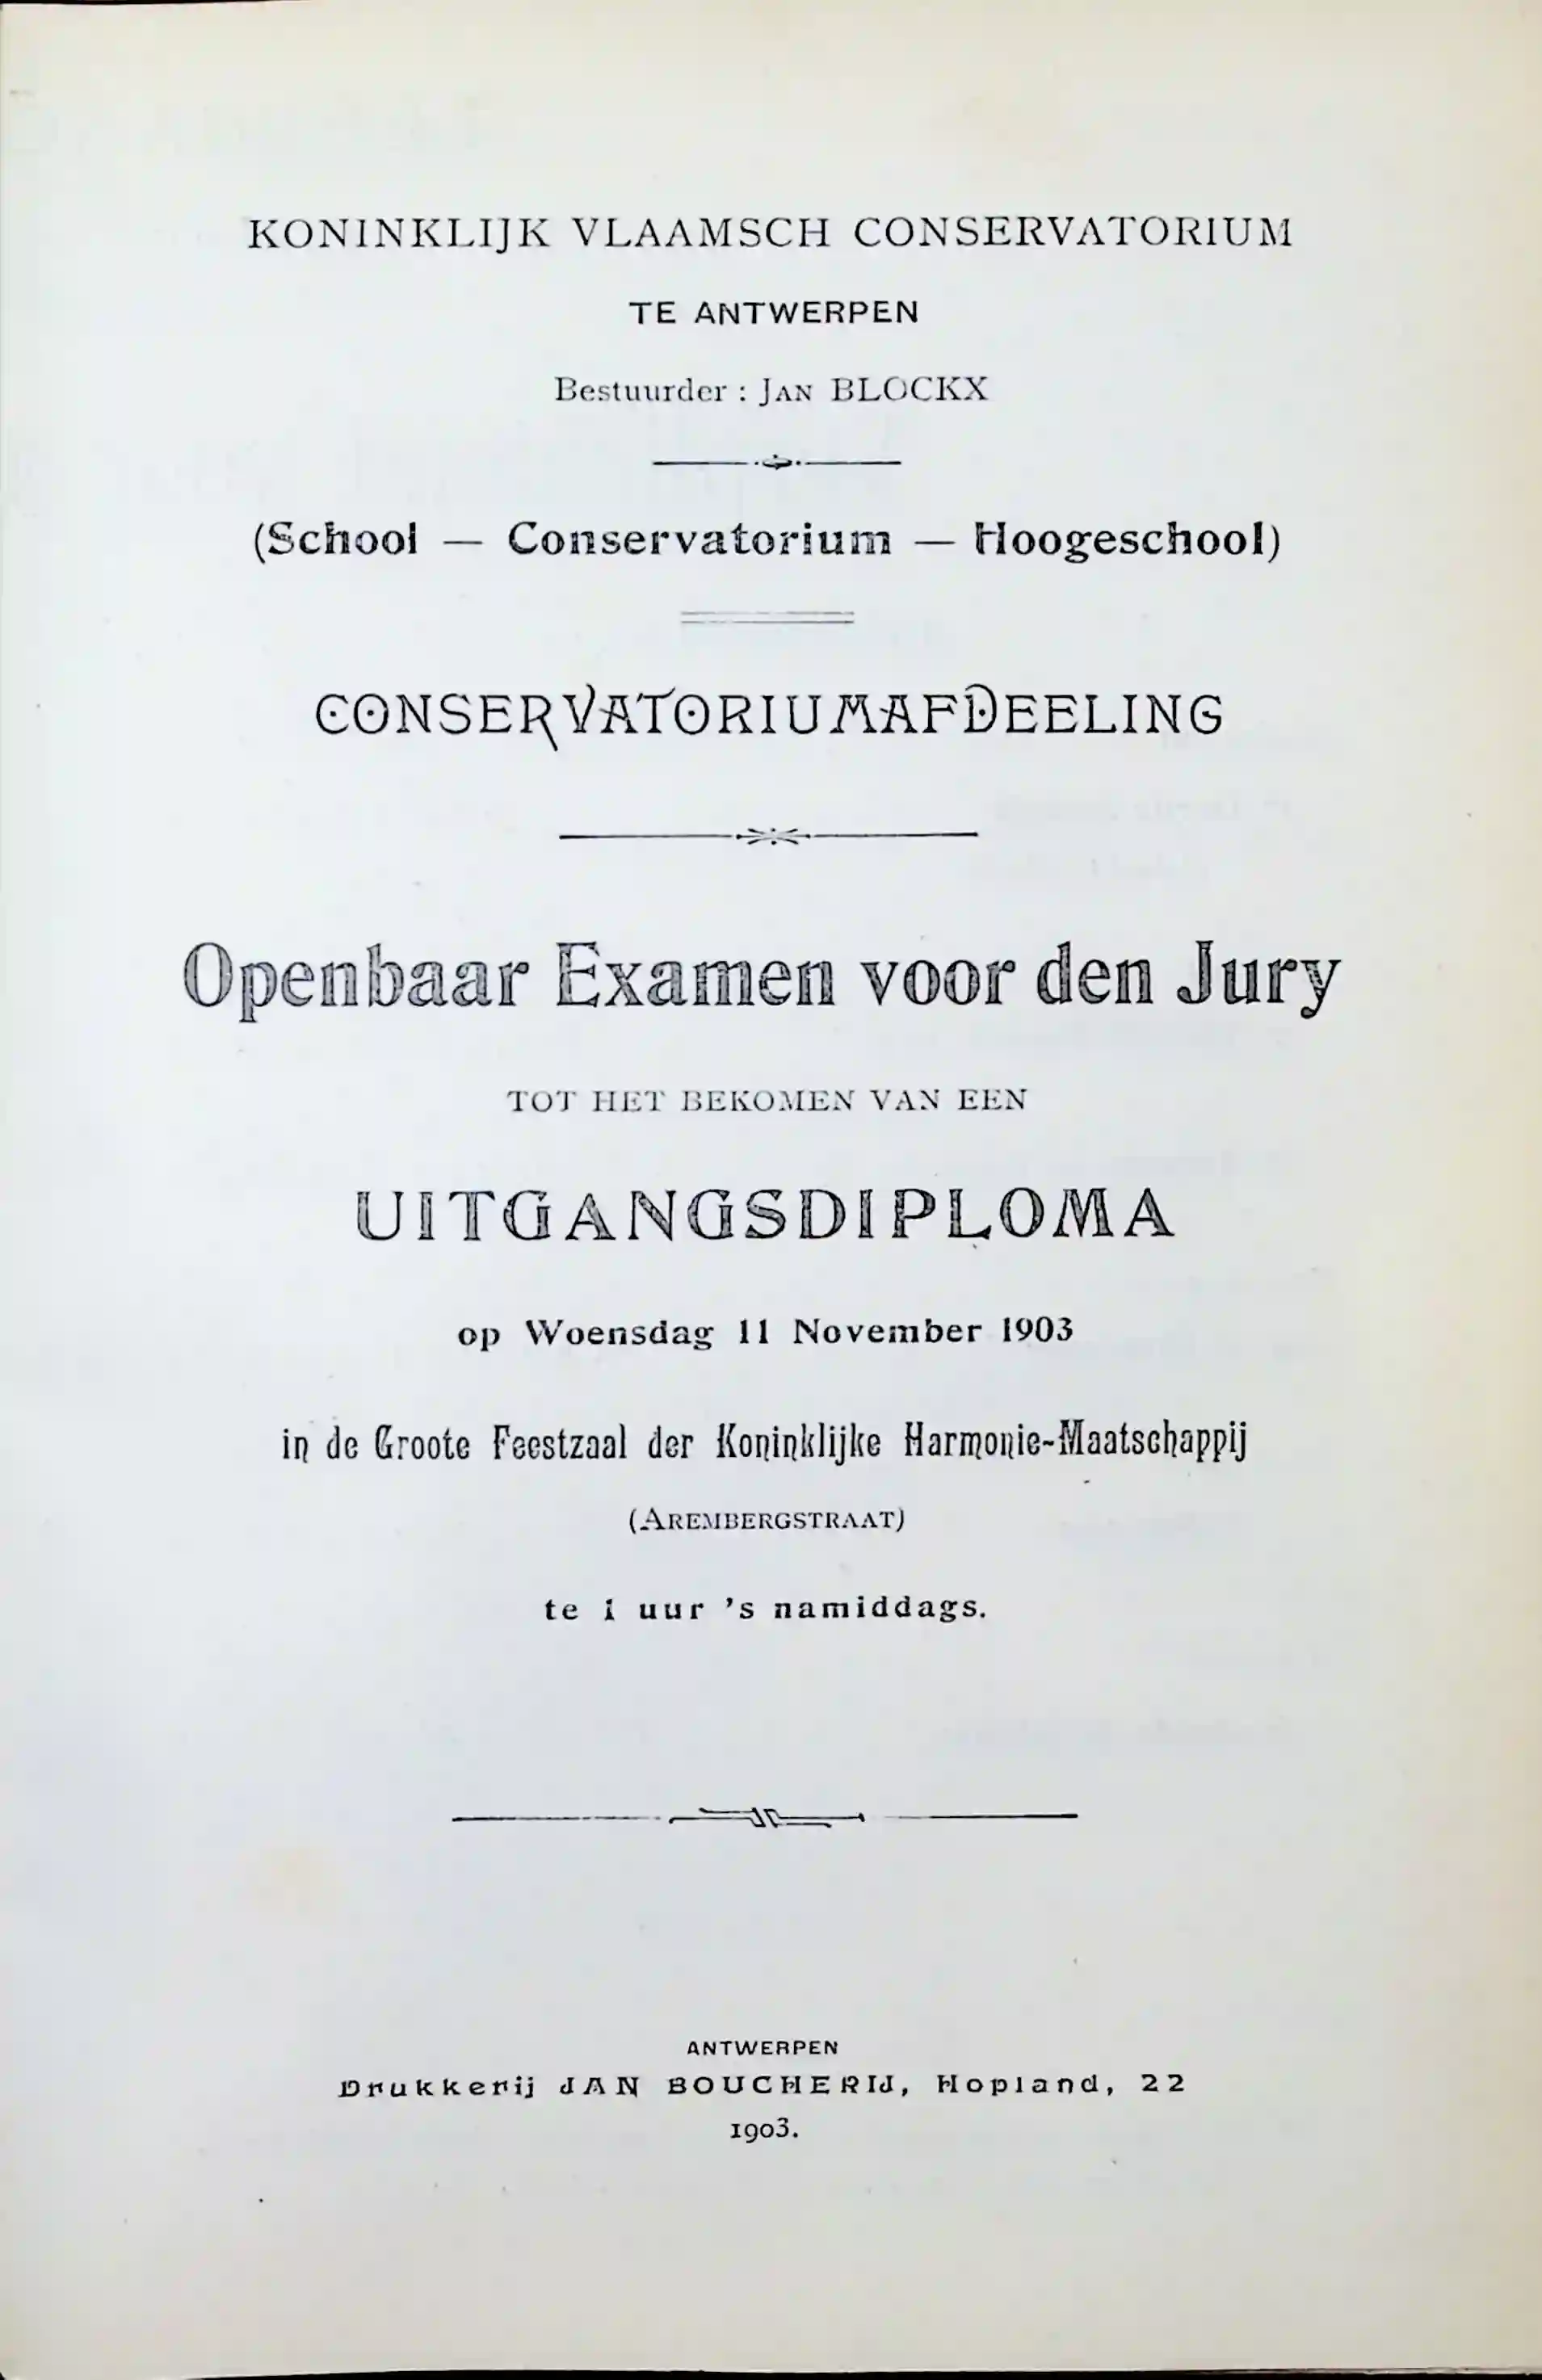 KONINKLIJK VLAAMSCH CONSERVATORIUM
TE ANTWERPEN
Bestuurder : JAN BLOCKX
(School — Conservatorium — Hoogeschool)
CONSERVATORIUMAFDEELING
Openbaar Examen voor den Jury
TOT HET BEKOMEN VAN EEN
UITGANGSDIPLOMA
op Woensdag 11 November 1903
in de Groote Feestzaal der Koninklijke Harmonie-Maatschappij
(AREMBERGSTRAAT)
te 1 uur 's namiddags.
ANTWERPEN
Drukkerij JAN BOUCHERIJ, Hopland, 22
1903.